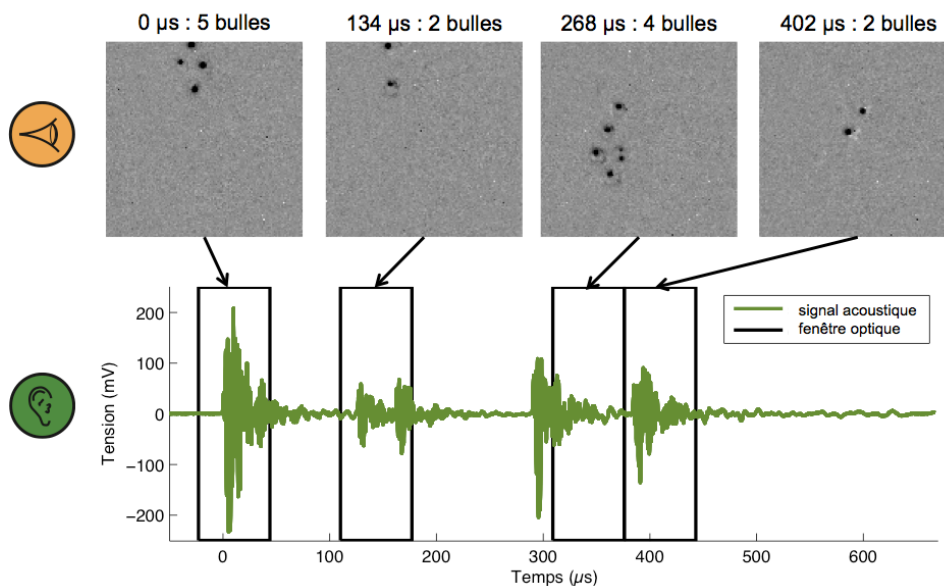 0 µs : 5 bulles
134 µs : 2 bulles
268 µs : 4 bulles
402 µs : 2 bulles
signal acoustique
fenêtre optique
Tension (mV)
200
100
0
−100
−200
0
100
200
300
400
500
600
Temps (µs)